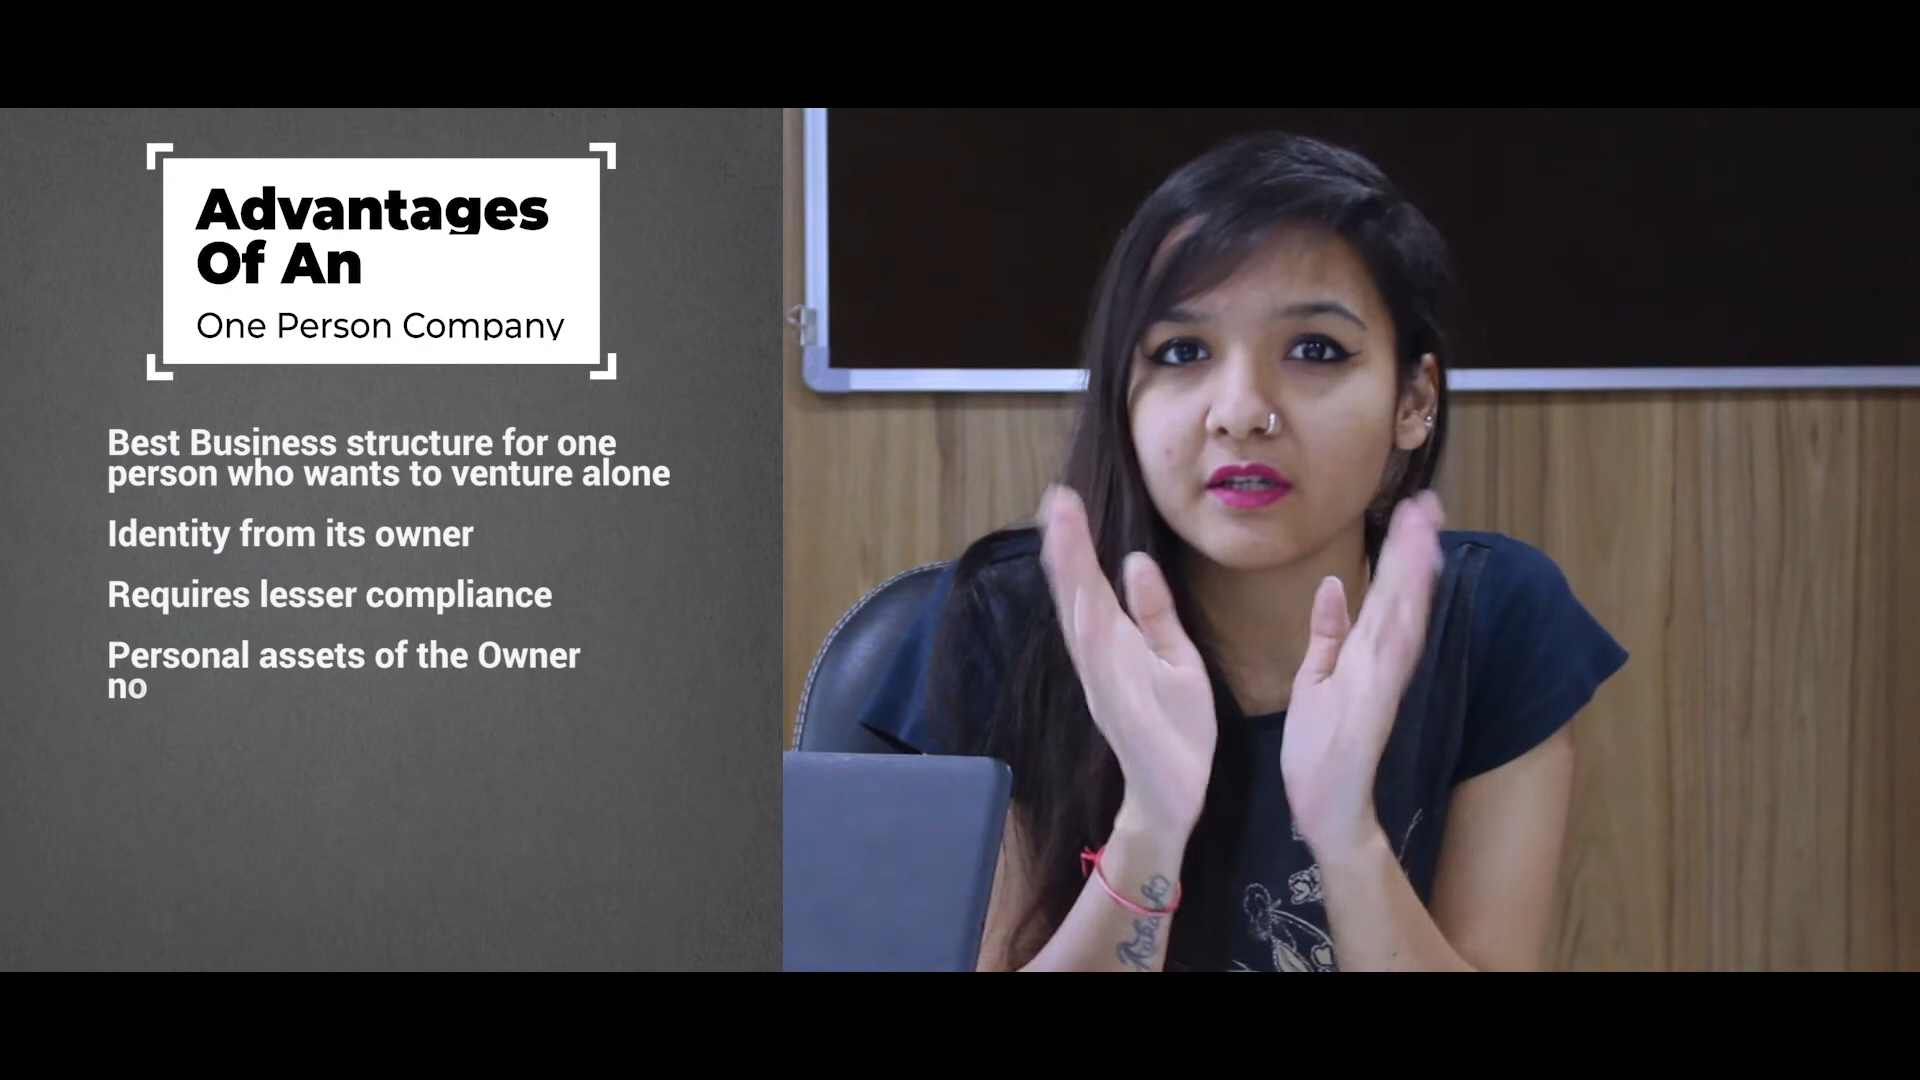 Advantages
Of An
One Person Company
Best Business structure for one
person who wants to venture alone
Identity from its owner
Requires lesser compliance
Personal assets of the Owner
no